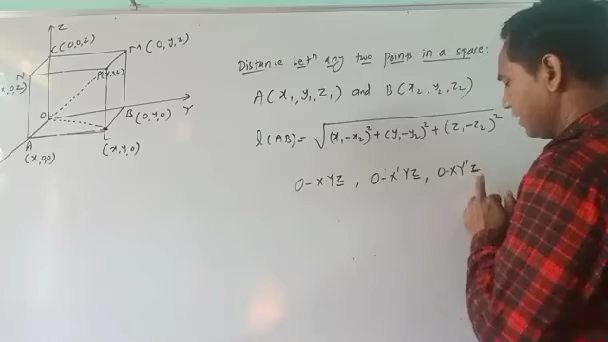 Z
C(0,0,z)
M(0,y,z)
N
P(x,y,z)
O
B(0,y,0)
Y
A
(x,0,0)
L
(x,y,0)
Distance betn any two points in a space:
A(x₁,y₁,z₁) and B(x₂,y₂,z₂)
l(AB)= √(x₁-x₂)²+(y₁-y₂)²+(z₁-z₂)²
O-XYZ, O-X'YZ, O-XY'Z